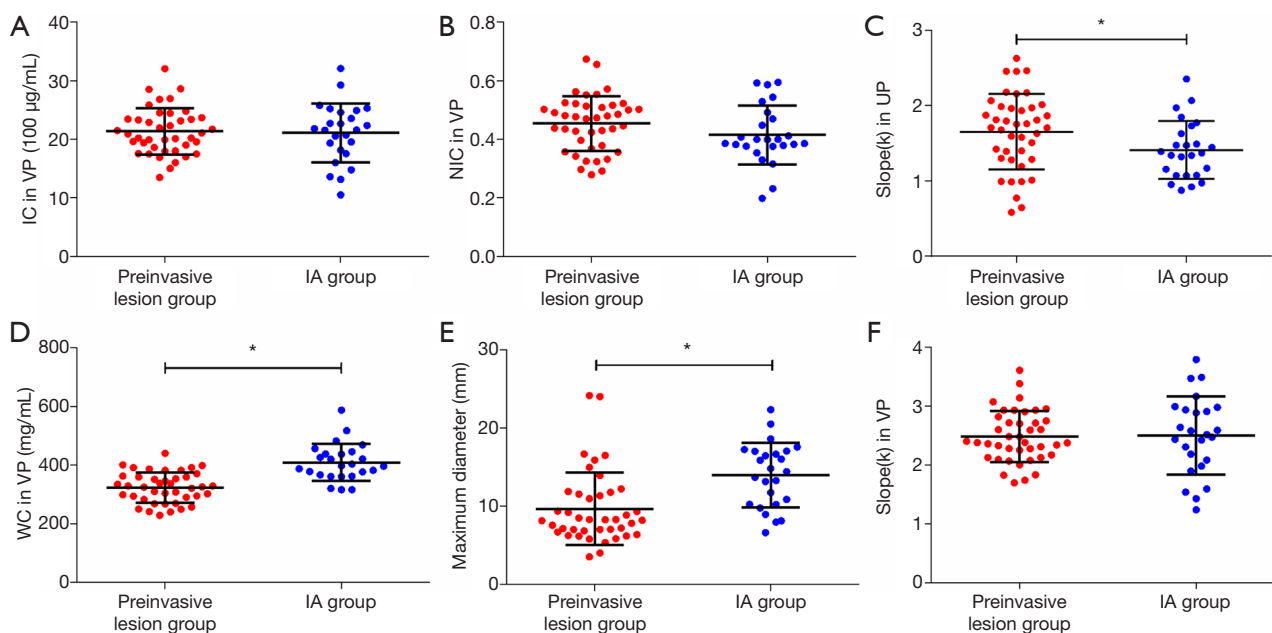 A
IC in VP (100 μg/mL)
40
30
20
10
0
Preinvasive
lesion group
IA group
B
NIC in VP
0.8
0.6
0.4
0.2
0.0
Preinvasive
lesion group
IA group
C
Slope(k) in UP
3
2
1
0
*
Preinvasive
lesion group
IA group
D
WC in VP (mg/mL)
800
600
400
200
0
*
Preinvasive
lesion group
IA group
E
Maximum diameter (mm)
30
20
10
0
*
Preinvasive
lesion group
IA group
F
Slope(k) in VP
4
3
2
1
0
Preinvasive
lesion group
IA group